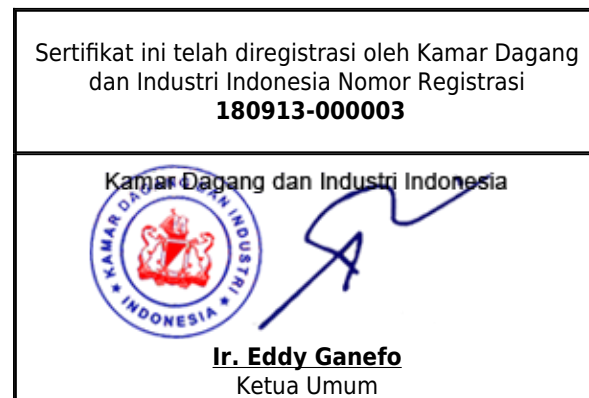 Sertifikat ini telah diregistrasi oleh Kamar Dagang
dan Industri Indonesia Nomor Registrasi
180913-000003
Kamar Dagang dan Industri Indonesia
KAMAR DAGANG DAN INDUSTRI
INDONESIA
Ir. Eddy Ganefo
Ketua Umum